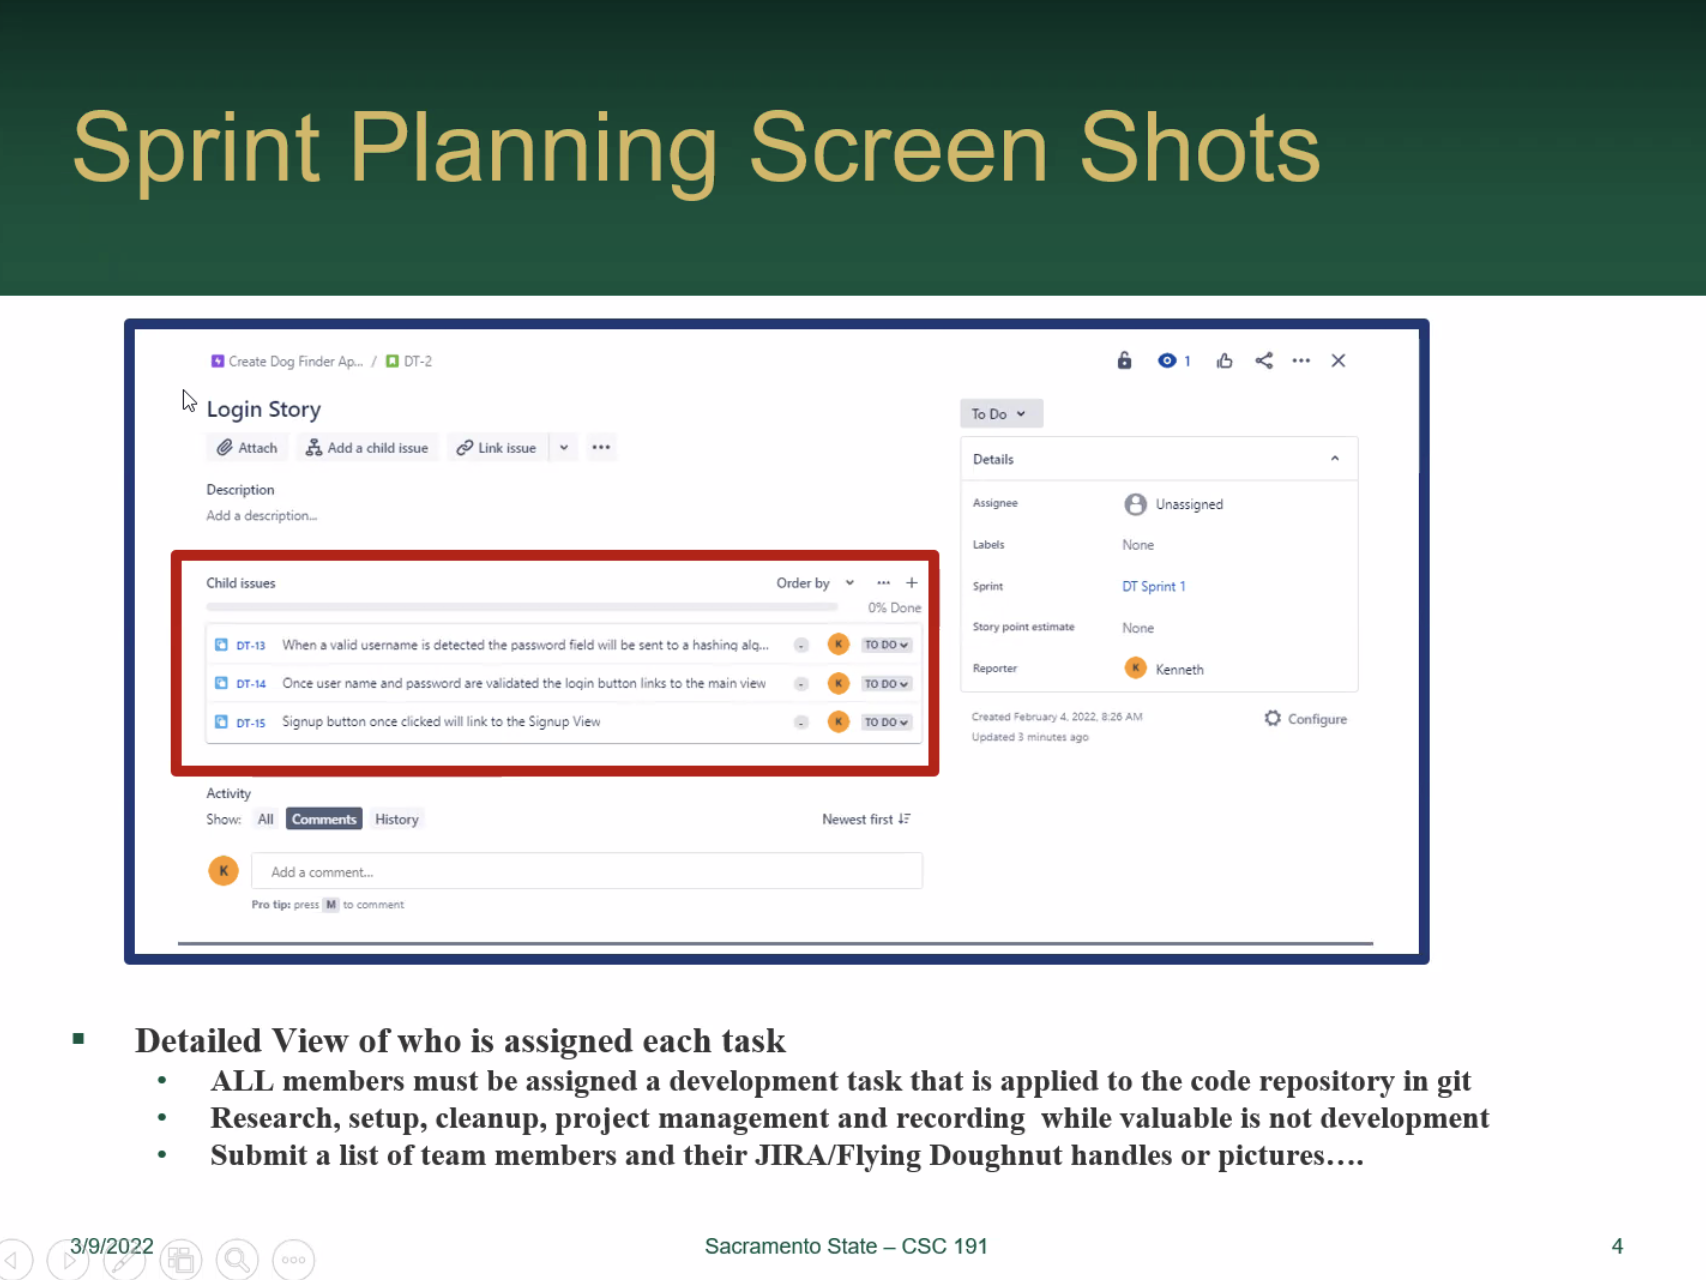 Sprint Planning Screen Shots
Create Dog Finder Ap... / DT-2
1
Login Story
To Do
Attach
Add a child issue
Link issue
Details
Description
Add a description...
Assignee
Unassigned
Labels
None
Child issues
Order by
Sprint
DT Sprint 1
0% Done
Story point estimate
None
DT-13 When a valid username is detected the password field will be sent to a hashing alg... - K TO DO
Reporter
K Kenneth
DT-14 Once user name and password are validated the login button links to the main view - K TO DO
DT-15 Signup button once clicked will link to the Signup View - K TO DO
Created February 4, 2022, 8:26 AM
Configure
Updated 3 minutes ago
Activity
Show: All Comments History
Newest first
K
Add a comment...
Pro tip: press M to comment
Detailed View of who is assigned each task
ALL members must be assigned a development task that is applied to the code repository in git
Research, setup, cleanup, project management and recording while valuable is not development
Submit a list of team members and their JIRA/Flying Doughnut handles or pictures….
3/9/2022
Sacramento State – CSC 191
4